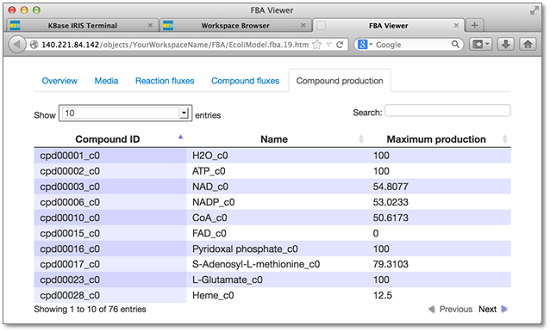 FBA Viewer
KBase IRIS Terminal Workspace Browser FBA Viewer
140.221.84.142/objects/YourWorkspaceName/FBA/EcoliModel.fba.19.htm Google
Overview Media Reaction fluxes Compound fluxes Compound production
Show 10 entries Search:
Compound ID Name Maximum production
cpd00001_c0 H2O_c0 100
cpd00002_c0 ATP_c0 100
cpd00003_c0 NAD_c0 54.8077
cpd00006_c0 NADP_c0 53.0233
cpd00010_c0 CoA_c0 50.6173
cpd00015_c0 FAD_c0 0
cpd00016_c0 Pyridoxal phosphate_c0 100
cpd00017_c0 S-Adenosyl-L-methionine_c0 79.3103
cpd00023_c0 L-Glutamate_c0 100
cpd00028_c0 Heme_c0 12.5
Showing 1 to 10 of 76 entries Previous Next